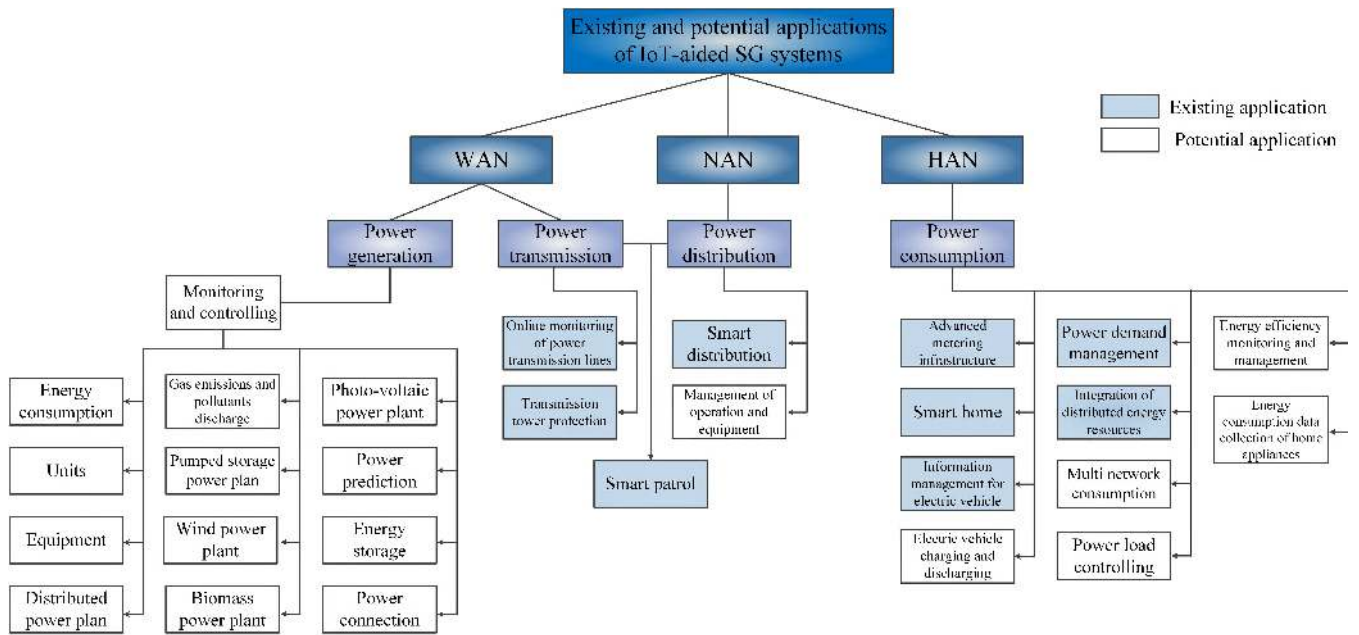 Existing and potential applications
of IoT-aided SG systems
Existing application
Potential application
WAN
NAN
HAN
Power
generation
Power
transmission
Power
distribution
Power
consumption
Monitoring
and controlling
Energy
consumption
Units
Equipment
Distributed
power plan
Gas emissions and
pollutants
discharge
Pumped storage
power plan
Wind power
plant
Biomass
power plant
Photo-voltaic
power plant
Power
prediction
Energy
storage
Power
connection
Online monitoring
of power
transmission lines
Transmission
tower protection
Smart
distribution
Management of
operation and
equipment
Smart patrol
Advanced
metering
infrastructure
Smart home
Information
management for
electric vehicle
Electric vehicle
charging and
discharging
Power demand
management
Integration of
distributed energy
resources
Multi network
consumption
Power load
controlling
Energy efficiency
monitoring and
management
Energy
consumption data
collection of home
appliances